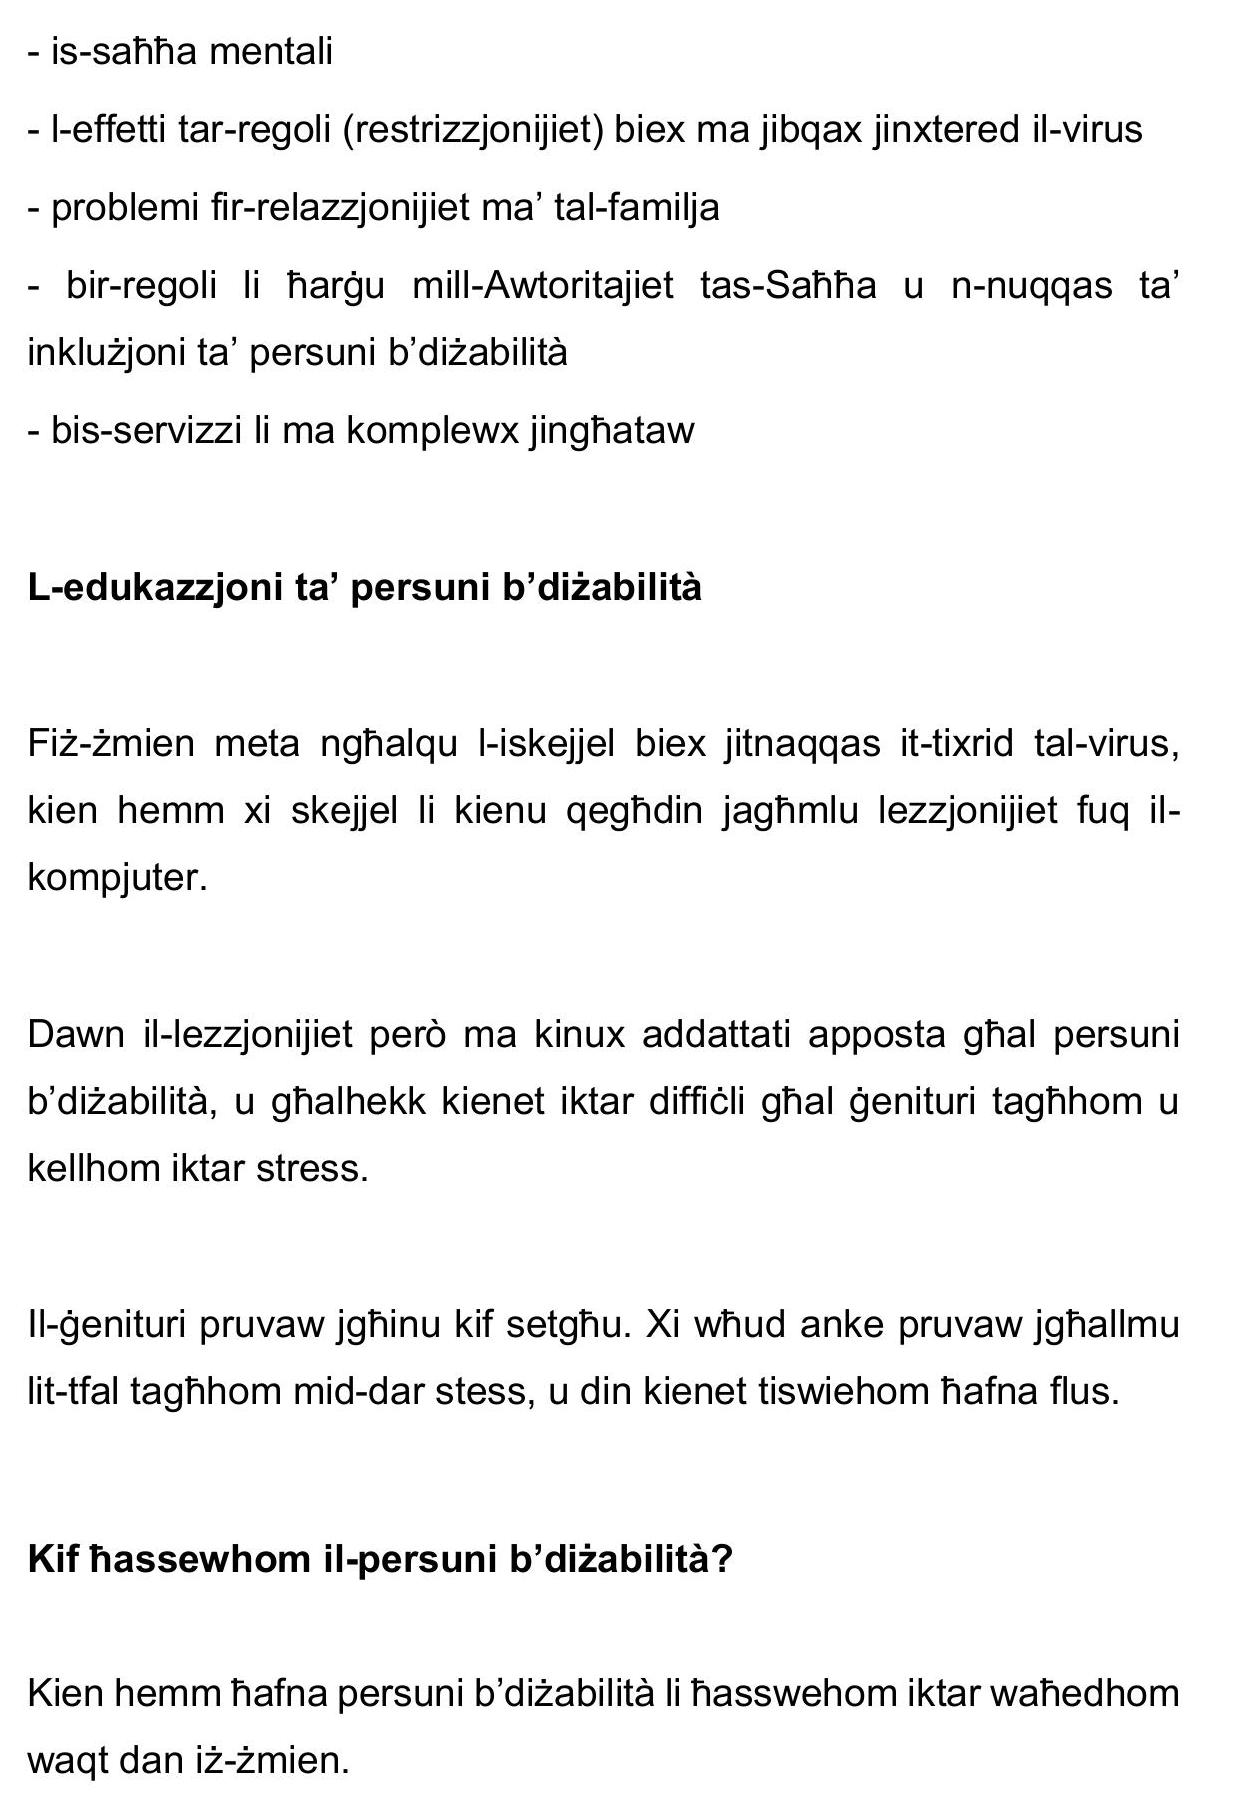 - is-saħħa mentali
- l-effetti tar-regoli (restrizzjonijiet) biex ma jibqax jinxtered il-virus
- problemi fir-relazzjonijiet ma’ tal-familja
- bir-regoli li ħarġu mill-Awtoritajiet tas-Saħħa u n-nuqqas ta’
inklużjoni ta’ persuni b’diżabilità
- bis-servizzi li ma komplewx jingħataw
L-edukazzjoni ta’ persuni b’diżabilità
Fiż-żmien meta ngħalqu l-iskejjel biex jitnaqqas it-tixrid tal-virus,
kien hemm xi skejjel li kienu qegħdin jagħmlu lezzjonijiet fuq il-
kompjuter.
Dawn il-lezzjonijiet però ma kinux addattati apposta għal persuni
b’diżabilità, u għalhekk kienet iktar diffiċli għal ġenituri tagħhom u
kellhom iktar stress.
Il-ġenituri pruvaw jgħinu kif setgħu. Xi wħud anke pruvaw jgħallmu
lit-tfal tagħhom mid-dar stess, u din kienet tiswiehom ħafna flus.
Kif ħassewhom il-persuni b’diżabilità?
Kien hemm ħafna persuni b’diżabilità li ħasswehom iktar waħedhom
waqt dan iż-żmien.